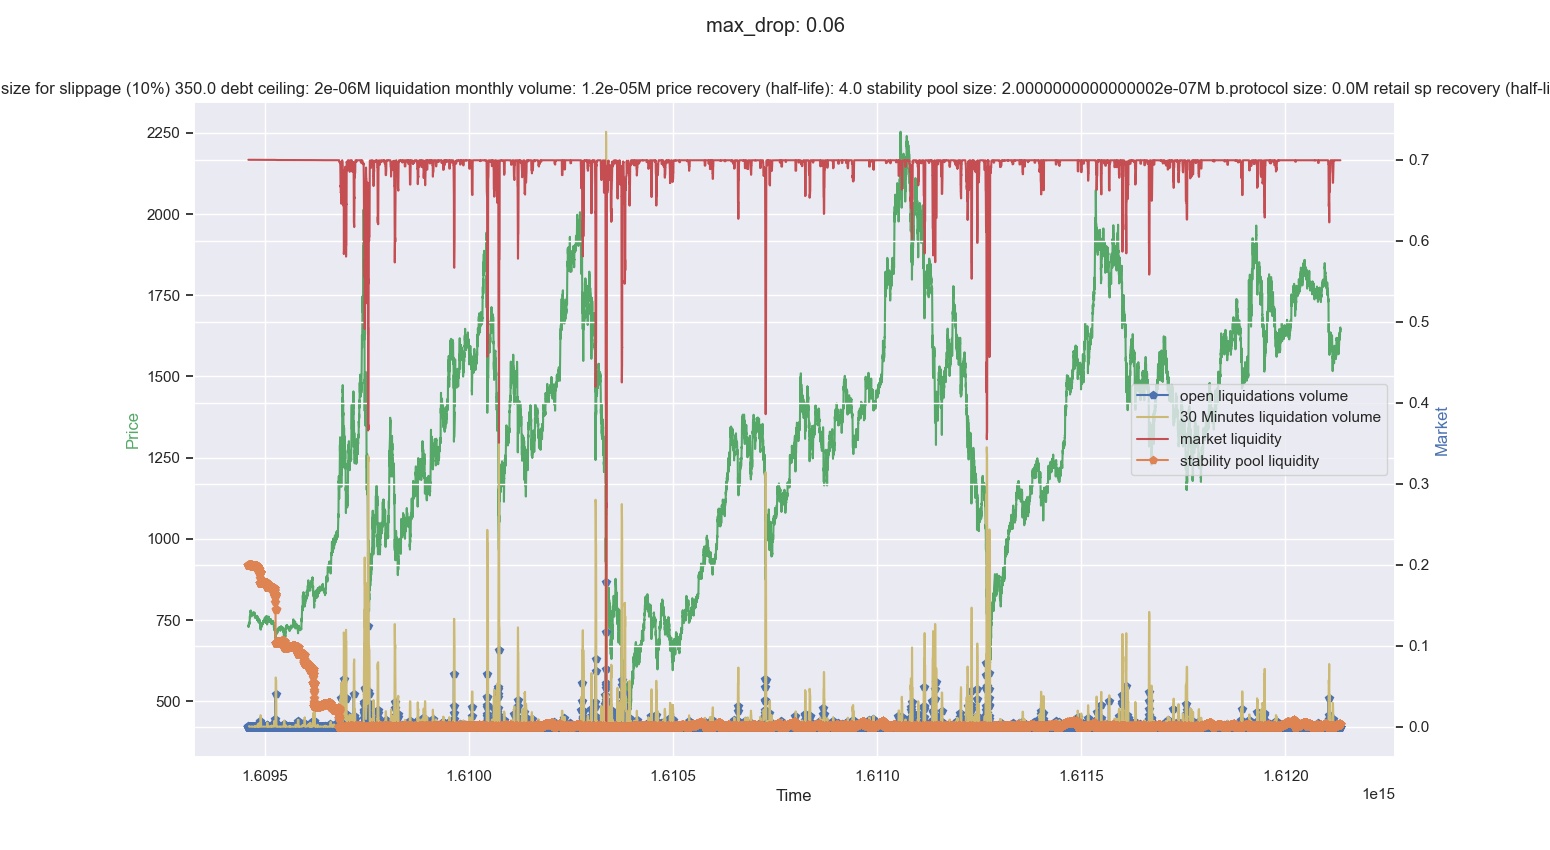 max_drop: 0.06
size for slippage (10%) 350.0 debt ceiling: 2e-06M liquidation monthly volume: 1.2e-05M price recovery (half-life): 4.0 stability pool size: 2.0000000000000002e-07M b.protocol size: 0.0M retail sp recovery (half-li
2250
2000
1750
1500
1250
1000
750
500
Price
0.7
0.6
0.5
0.4
0.3
0.2
0.1
0.0
Market
open liquidations volume
30 Minutes liquidation volume
market liquidity
stability pool liquidity
1.6095
1.6100
1.6105
1.6110
1.6115
1.6120
1e15
Time